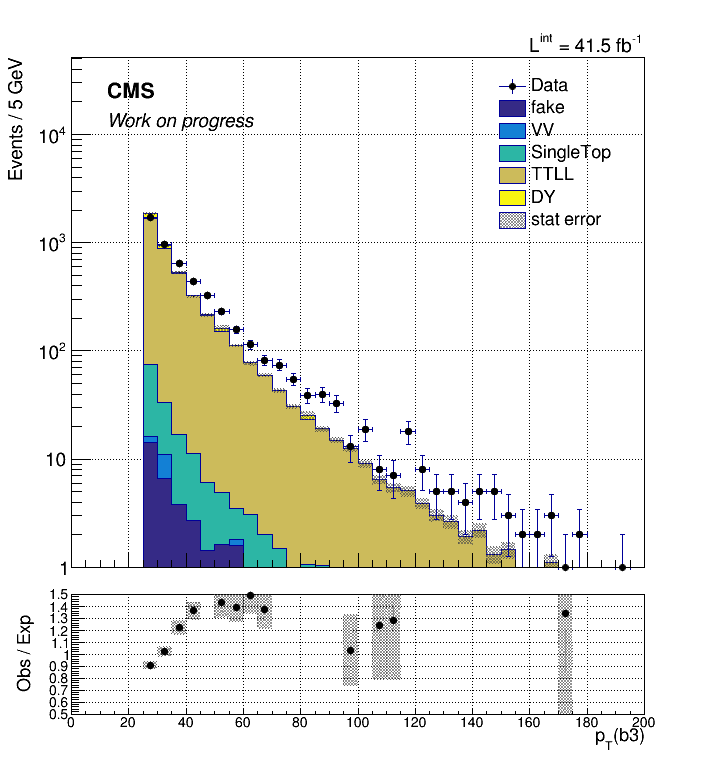 L^int = 41.5 fb^-1
Events / 5 GeV
CMS
Work on progress
Data
fake
VV
SingleTop
TTLL
DY
stat error
10^4
10^3
10^2
10
1
Obs / Exp
1.5
1.4
1.3
1.2
1.1
1
0.9
0.8
0.7
0.6
0.5
0 20 40 60 80 100 120 140 160 180 200
p_T(b3)